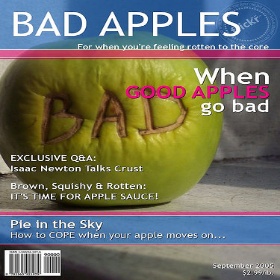 BAD APPLES
For when you're feeling rotten to the core
flickr
When
GOOD APPLES
go bad
BAD
EXCLUSIVE Q&A:
Isaac Newton Talks Crust
Brown, Squishy & Rotten:
IT'S TIME FOR APPLE SAUCE!
Pie in the Sky
How to COPE when your apple moves on...
September 2005